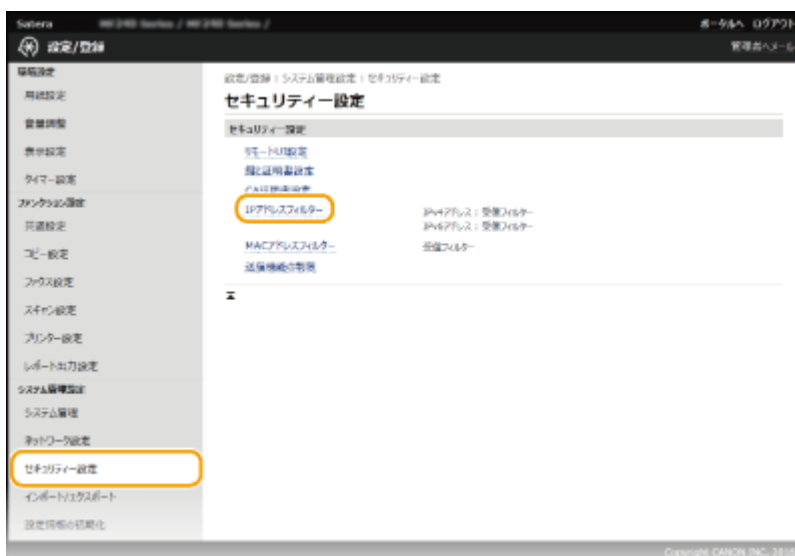 Satera
ポータルへ ログアウト
設定/登録
管理者へメール
環境設定
用紙設定
音量調整
表示設定
タイマー設定
ファンクション設定
共通設定
コピー設定
ファクス設定
スキャン設定
プリンター設定
レポート出力設定
システム管理設定
システム管理
ネットワーク設定
セキュリティー設定
インポート/エクスポート
設定情報の初期化
設定/登録 : システム管理設定 : セキュリティー設定
セキュリティー設定
セキュリティー設定
リモートUI設定
鍵と証明書設定
CA証明書設定
IPアドレスフィルター
IPv4アドレス : 受信フィルター
IPv6アドレス : 受信フィルター
MACアドレスフィルター
受信フィルター
送信機能の制限
Copyright CANON INC.